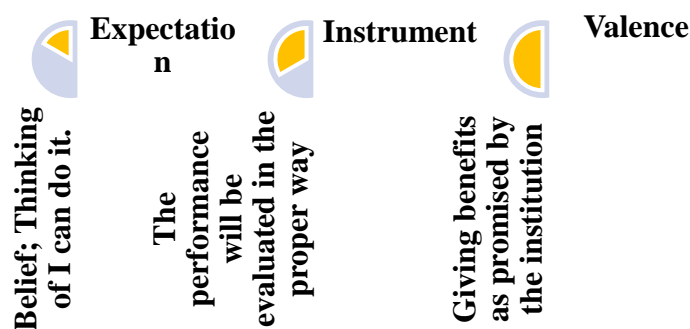 Expectatio
n
Belief; Thinking
of I can do it.
Instrument
The
performance
will be
evaluated in the
proper way
Valence
Giving benefits
as promised by
the institution